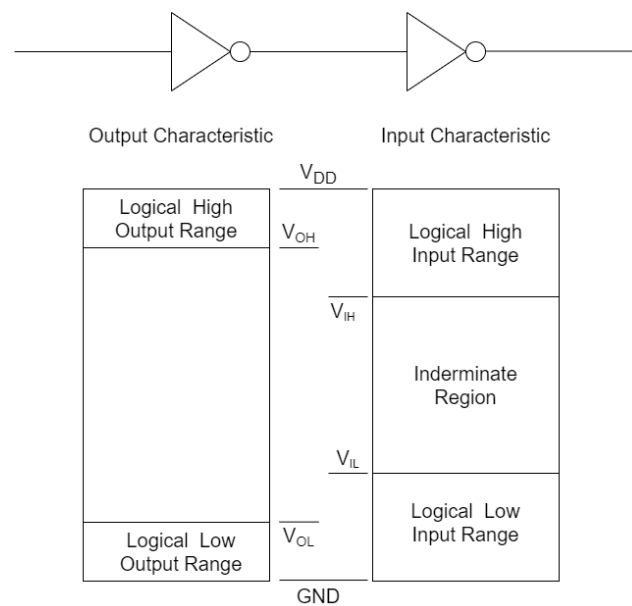 Output Characteristic
Input Characteristic
VDD
Logical High
Output Range
VOH
Logical High
Input Range
VIH
Inderminate
Region
VIL
Logical Low
Output Range
VOL
Logical Low
Input Range
GND